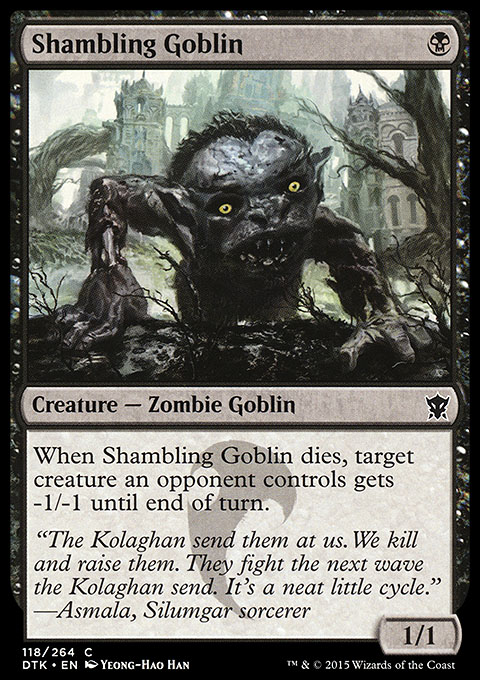 Shambling Goblin
Creature — Zombie Goblin
When Shambling Goblin dies, target
creature an opponent controls gets
-1/-1 until end of turn.
“The Kolaghan send them at us. We kill
and raise them. They fight the next wave
the Kolaghan send. It’s a neat little cycle.”
—Asmala, Silumgar sorcerer
1/1
118/264 C
DTK • EN Yeong-Hao Han
™ & © 2015 Wizards of the Coast